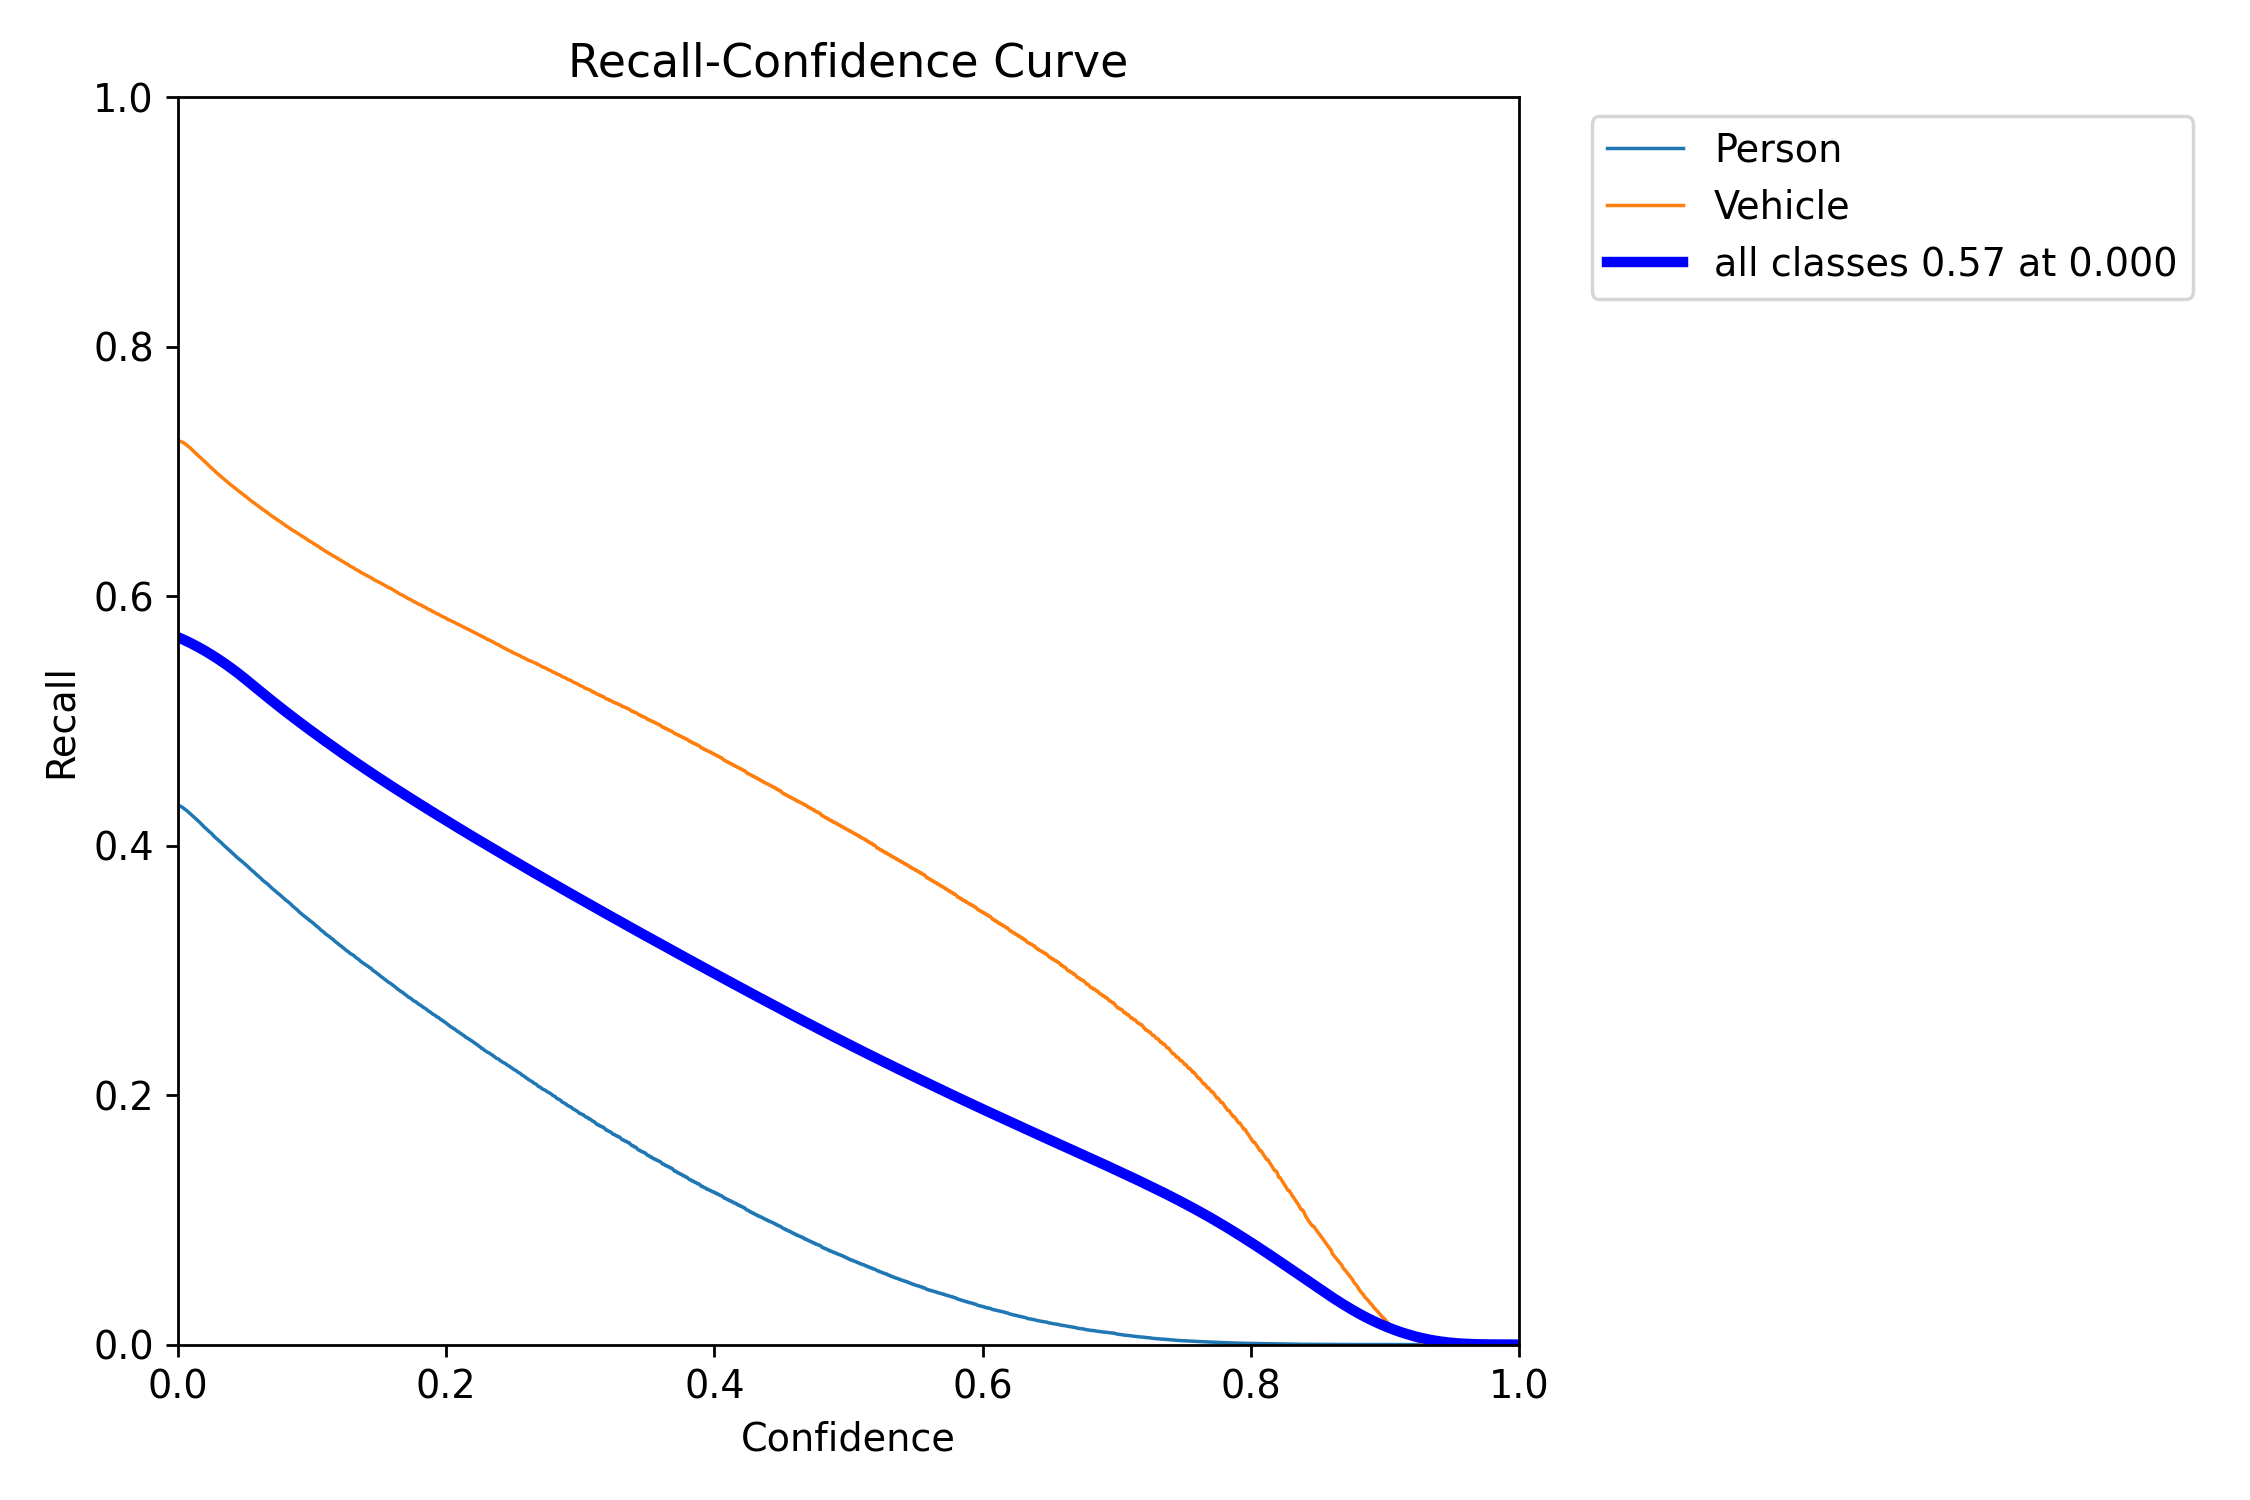 Recall-Confidence Curve
1.0
0.8
0.6
0.4
0.2
0.0
Recall
0.0 0.2 0.4 0.6 0.8 1.0
Confidence
Person
Vehicle
all classes 0.57 at 0.000